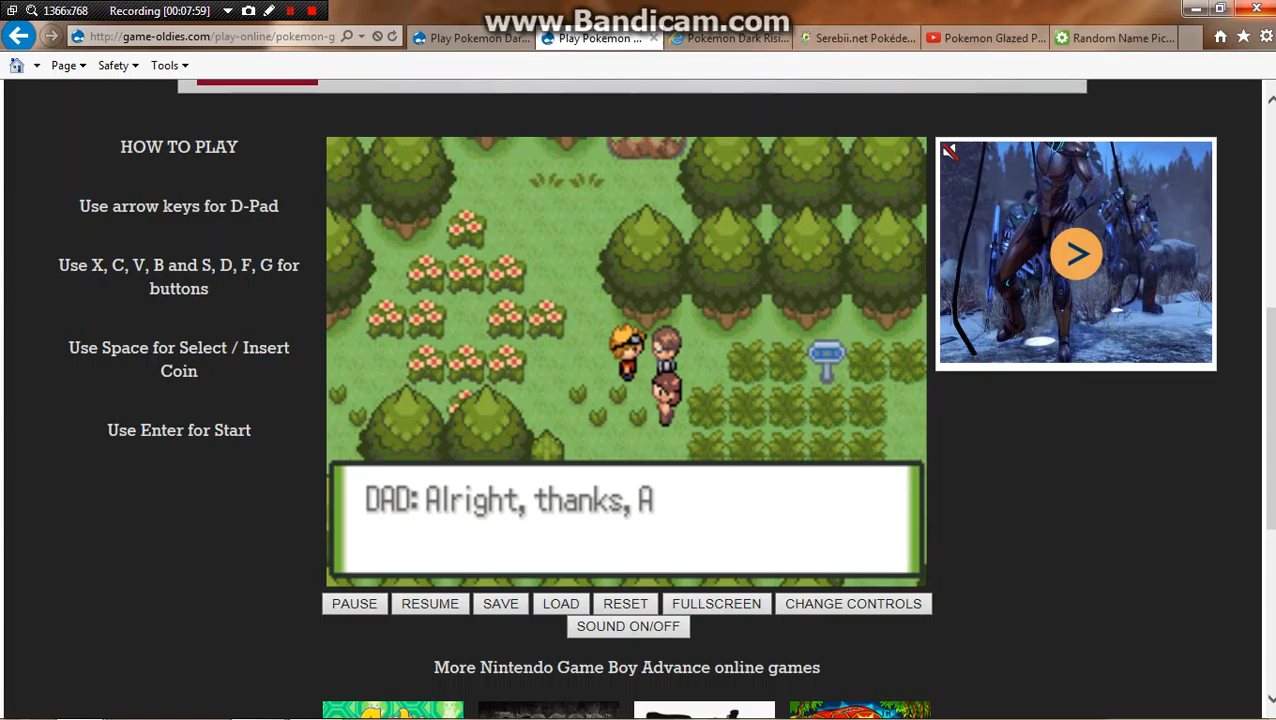 www.Bandicam.com
1366x768 Recording [00:07:59]
http://game-oldies.com/play-online/pokemon-g
Play Pokemon Dar...
Play Pokemon ...
Pokemon Dark Risi...
Serebii.net Pokéde...
Pokemon Glazed P...
Random Name Pic...
Page Safety Tools
HOW TO PLAY
Use arrow keys for D-Pad
Use X, C, V, B and S, D, F, G for
buttons
Use Space for Select / Insert
Coin
Use Enter for Start
DAD: Alright, thanks, A
PAUSE RESUME SAVE LOAD RESET FULLSCREEN CHANGE CONTROLS
SOUND ON/OFF
More Nintendo Game Boy Advance online games